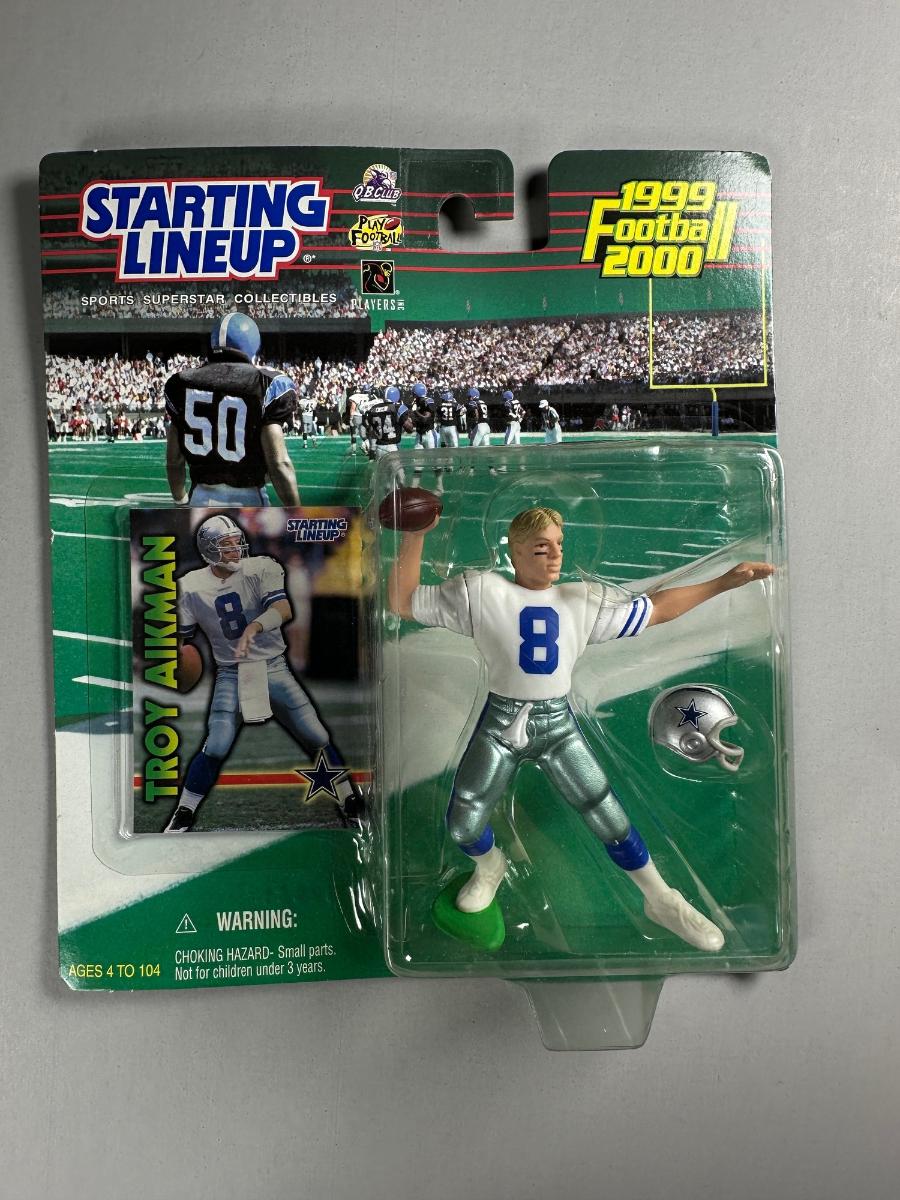 STARTING
LINEUP ®*
SPORTS SUPERSTAR COLLECTIBLES
Q.B.CLUB
PLAY
FOOTBALL
PLAYERS INC
1999
Football
2000
50
STARTING
LINEUP®
TROY AIKMAN
8
8
WARNING:
CHOKING HAZARD- Small parts.
Not for children under 3 years.
AGES 4 TO 104